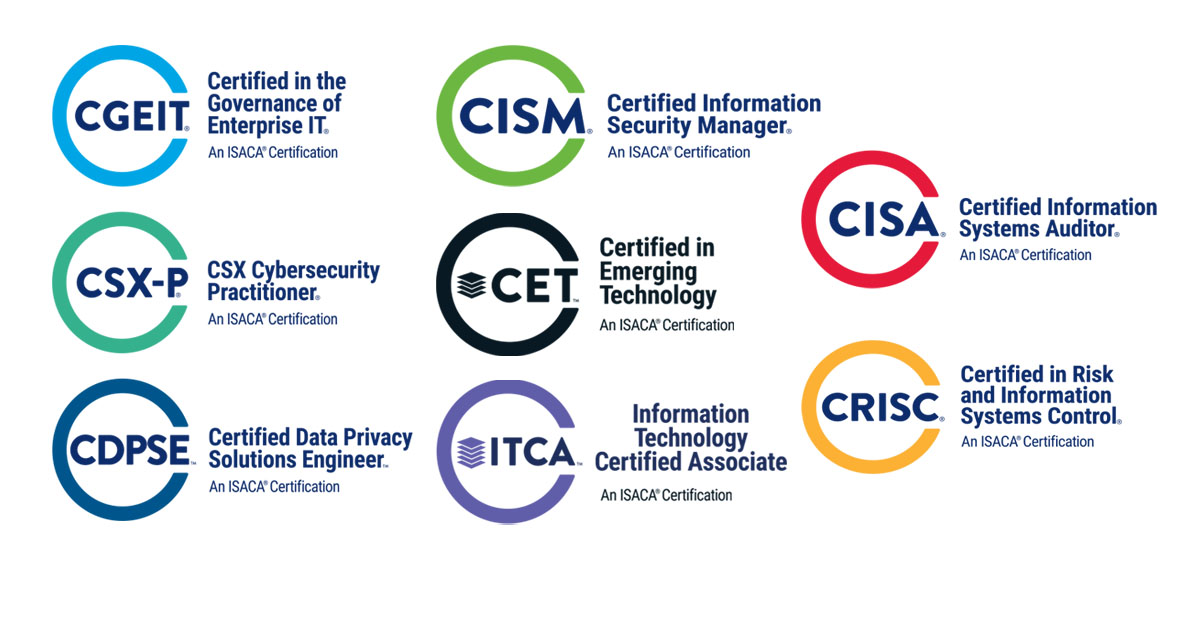 CGEIT®
Certified in the
Governance of
Enterprise IT®
An ISACA® Certification
CSX-P®
CSX Cybersecurity
Practitioner®
An ISACA® Certification
CDPSE™
Certified Data Privacy
Solutions Engineer™
An ISACA® Certification
CISM®
Certified Information
Security Manager®
An ISACA® Certification
CET™
Certified in
Emerging
Technology
An ISACA® Certification
ITCA™
Information
Technology
Certified Associate
An ISACA® Certification
CISA®
Certified Information
Systems Auditor®
An ISACA® Certification
CRISC®
Certified in Risk
and Information
Systems Control®
An ISACA® Certification